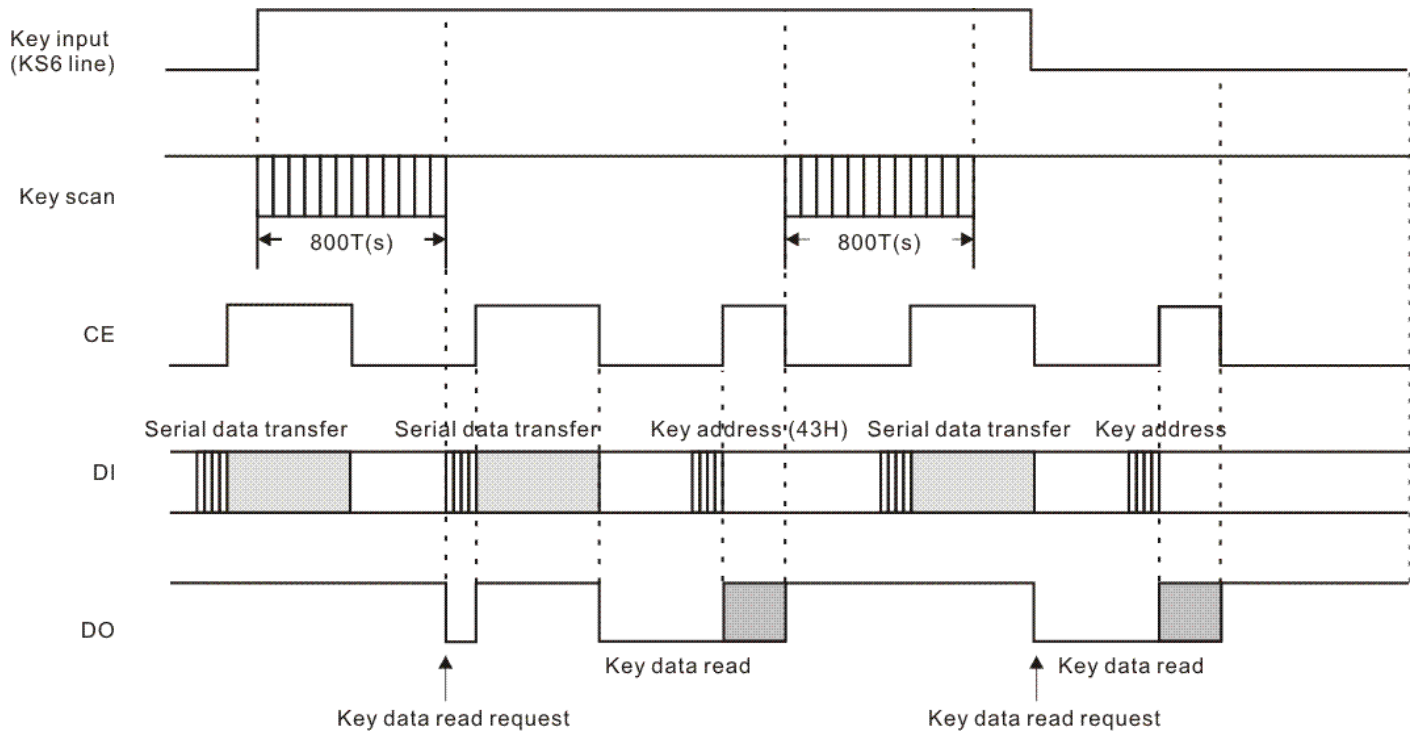 Key input
(KS6 line)
Key scan
800T(s)
800T(s)
CE
Serial data transfer
Serial data transfer
Key address (43H)
Serial data transfer
Key address
DI
DO
Key data read
Key data read
Key data read request
Key data read request